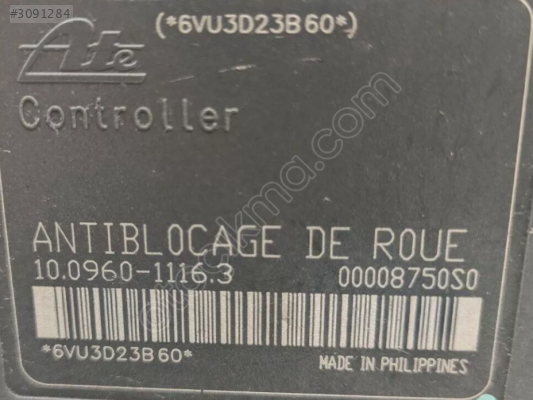 #3091284
(*6VU3D23B60*)
Ate
Controller
ANTIBLOCAGE DE ROUE
10.0960-1116.3 00008750S0
*6VU3D23B60*
MADE IN PHILIPPINES